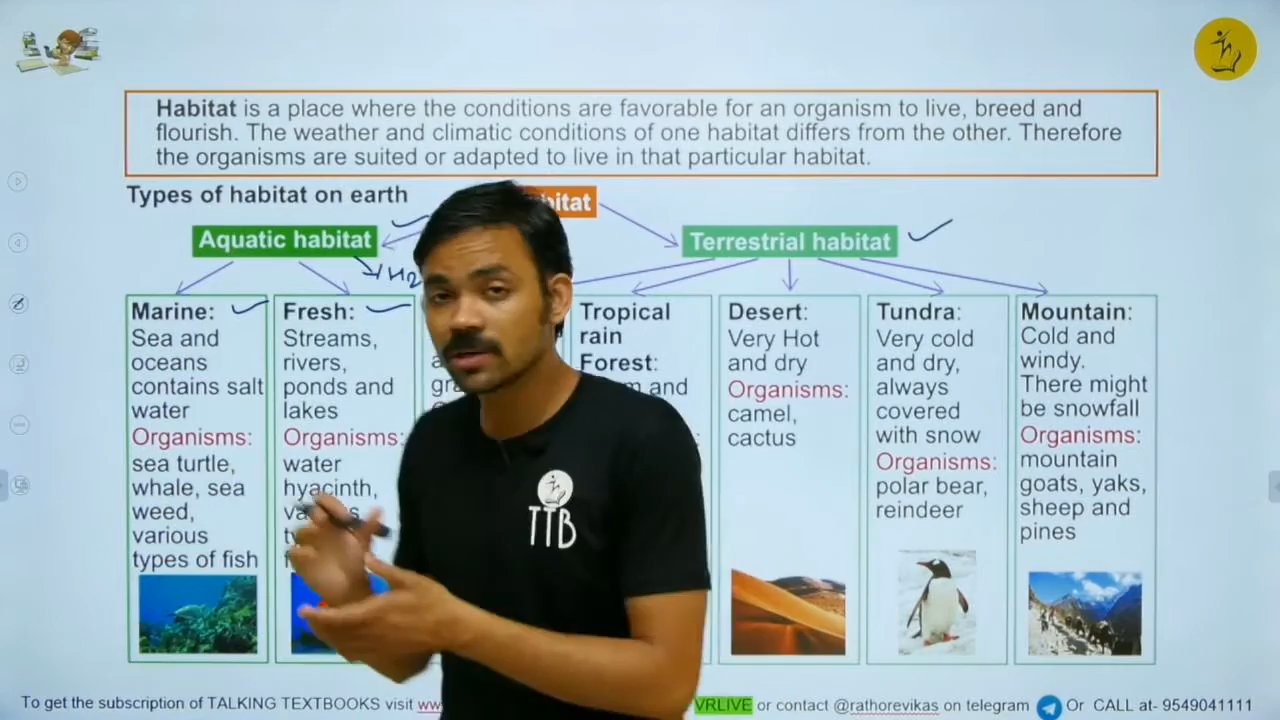 Habitat is a place where the conditions are favorable for an organism to live, breed and
flourish. The weather and climatic conditions of one habitat differs from the other. Therefore
the organisms are suited or adapted to live in that particular habitat.
Types of habitat on earth
Aquatic habitat
Terrestrial habitat
H2
Marine:
Sea and
oceans
contains salt
water
Organisms:
sea turtle,
whale, sea
weed,
various
types of fish
Fresh:
Streams,
rivers,
ponds and
lakes
Organisms:
water
hyacinth,
Tropical
rain
Forest:
and
Desert:
Very Hot
and dry
Organisms:
camel,
cactus
Tundra:
Very cold
and dry,
always
covered
with snow
Organisms:
polar bear,
reindeer
Mountain:
Cold and
windy.
There might
be snowfall
Organisms:
mountain
goats, yaks,
sheep and
pines
TTB
To get the subscription of TALKING TEXTBOOKS visit
VRLIVE or contact @rathorevikas on telegram Or CALL at- 9549041111